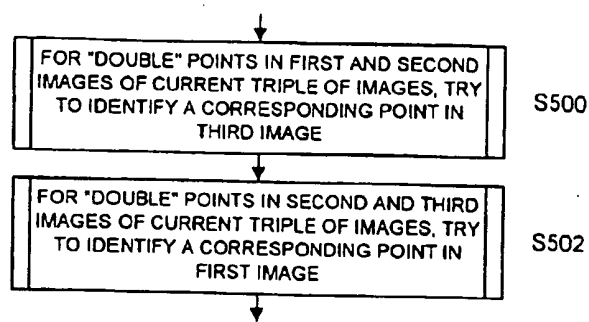 FOR "DOUBLE" POINTS IN FIRST AND SECOND
IMAGES OF CURRENT TRIPLE OF IMAGES, TRY
TO IDENTIFY A CORRESPONDING POINT IN
THIRD IMAGE
S500
FOR "DOUBLE" POINTS IN SECOND AND THIRD
IMAGES OF CURRENT TRIPLE OF IMAGES, TRY
TO IDENTIFY A CORRESPONDING POINT IN
FIRST IMAGE
S502